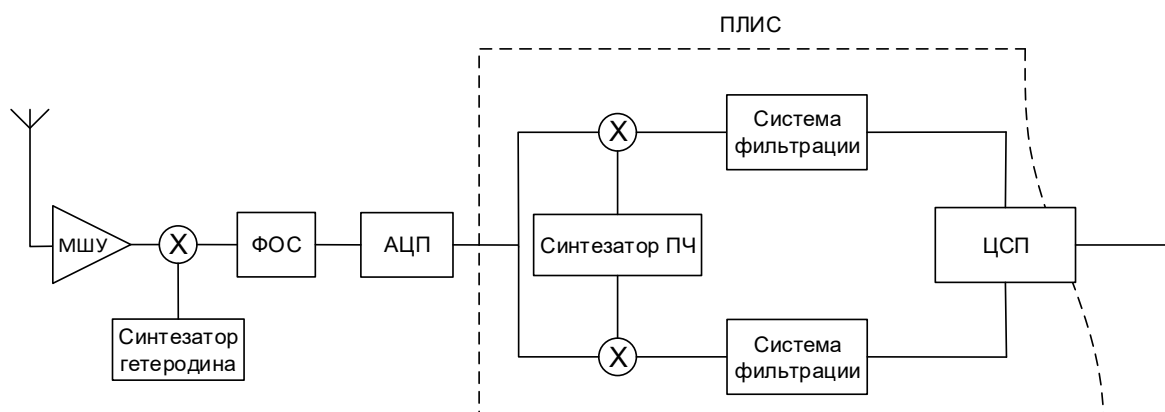 ПЛИС
X
Система
фильтрации
МШУ
X
ФОС
АЦП
Синтезатор ПЧ
ЦСП
Синтезатор
гетеродина
X
Система
фильтрации